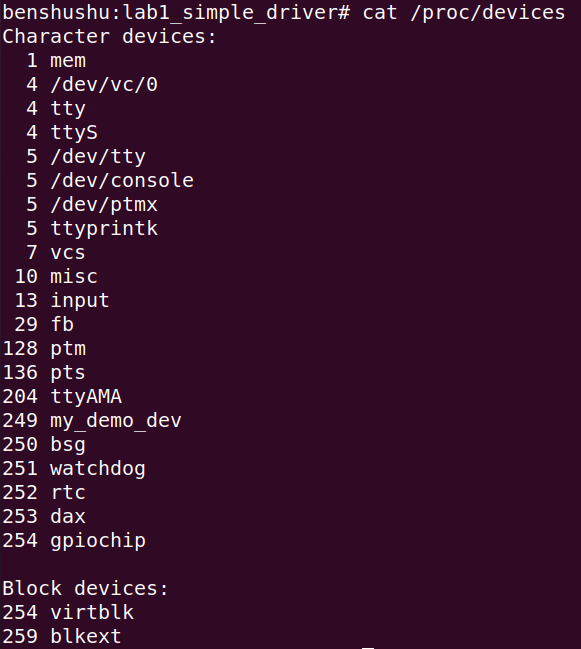 benshushu:lab1_simple_driver# cat /proc/devices
Character devices:
  1 mem
  4 /dev/vc/0
  4 tty
  4 ttyS
  5 /dev/tty
  5 /dev/console
  5 /dev/ptmx
  5 ttyprintk
  7 vcs
 10 misc
 13 input
 29 fb
128 ptm
136 pts
204 ttyAMA
249 my_demo_dev
250 bsg
251 watchdog
252 rtc
253 dax
254 gpiochip

Block devices:
254 virtblk
259 blkext